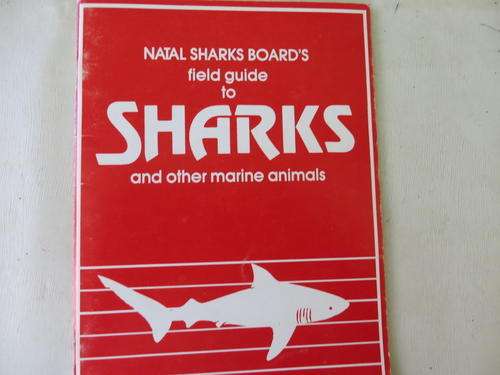 NATAL SHARKS BOARD'S
field guide
to
SHARKS
and other marine animals